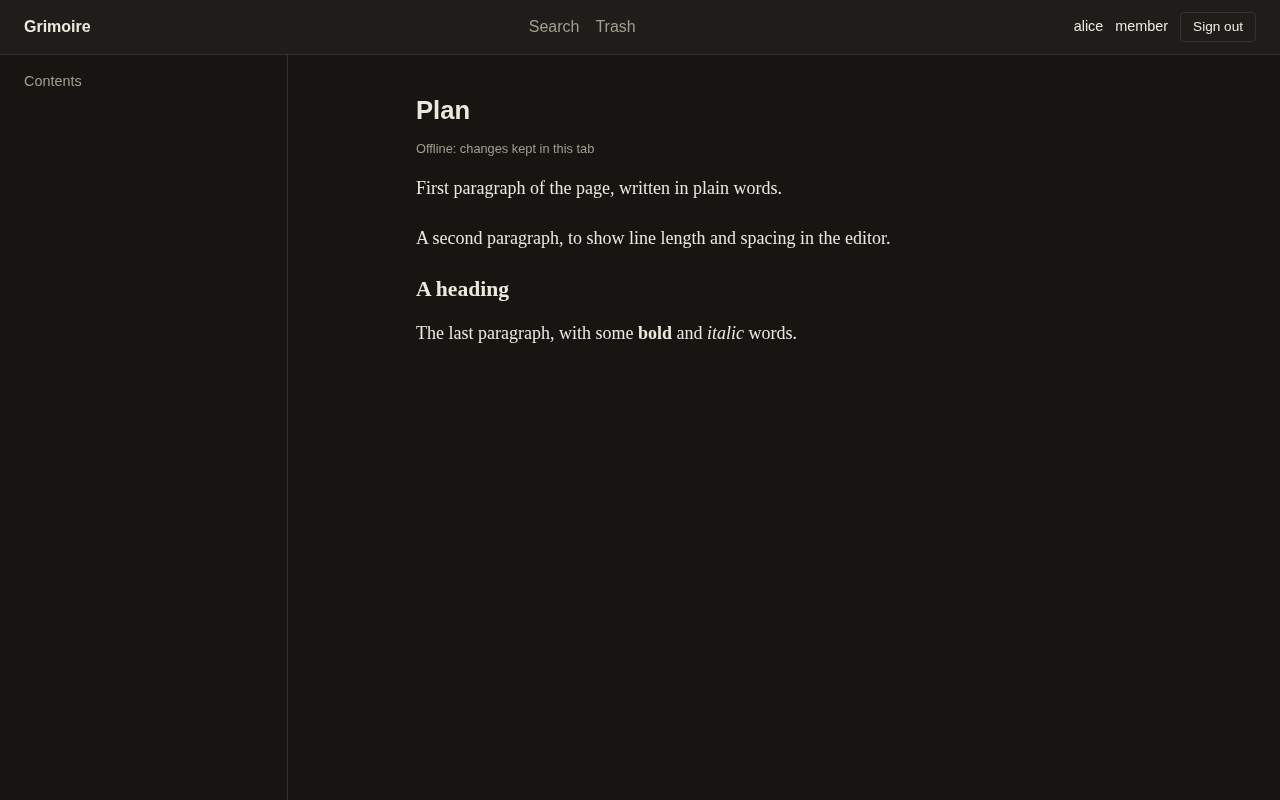 Grimoire
Search Trash
alice member Sign out
Contents
Plan
Offline: changes kept in this tab
First paragraph of the page, written in plain words.
A second paragraph, to show line length and spacing in the editor.
A heading
The last paragraph, with some bold and italic words.